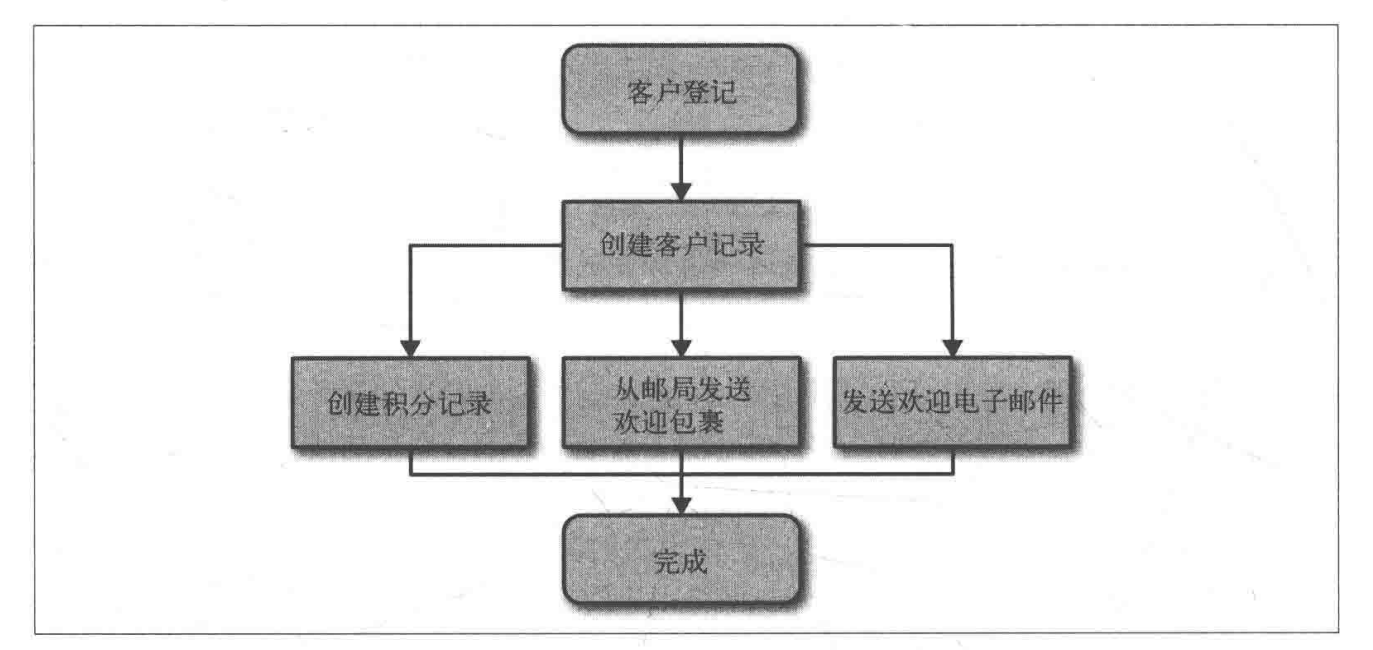 客户登记
创建客户记录
创建积分记录
从邮局发送
欢迎包裹
发送欢迎电子邮件
完成